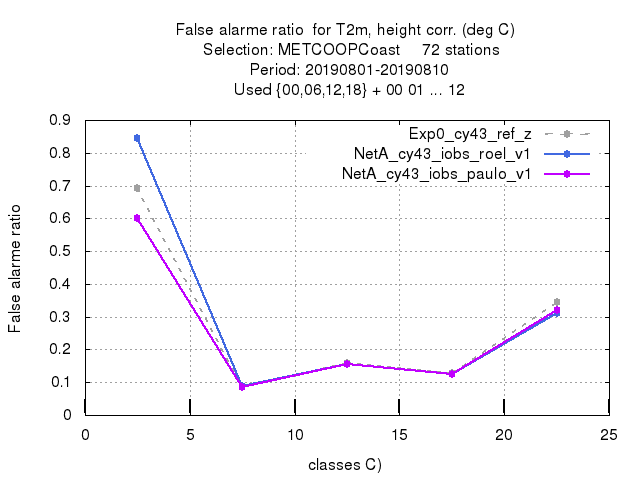 False alarme ratio  for T2m, height corr. (deg C)
Selection: METCOOPCoast     72 stations
Period: 20190801-20190810
Used {00,06,12,18} + 00 01 ... 12
Exp0_cy43_ref_z
NetA_cy43_iobs_roel_v1
NetA_cy43_iobs_paulo_v1
0.9
0.8
0.7
0.6
0.5
0.4
0.3
0.2
0.1
0
False alarme ratio
0 5 10 15 20 25
classes C)